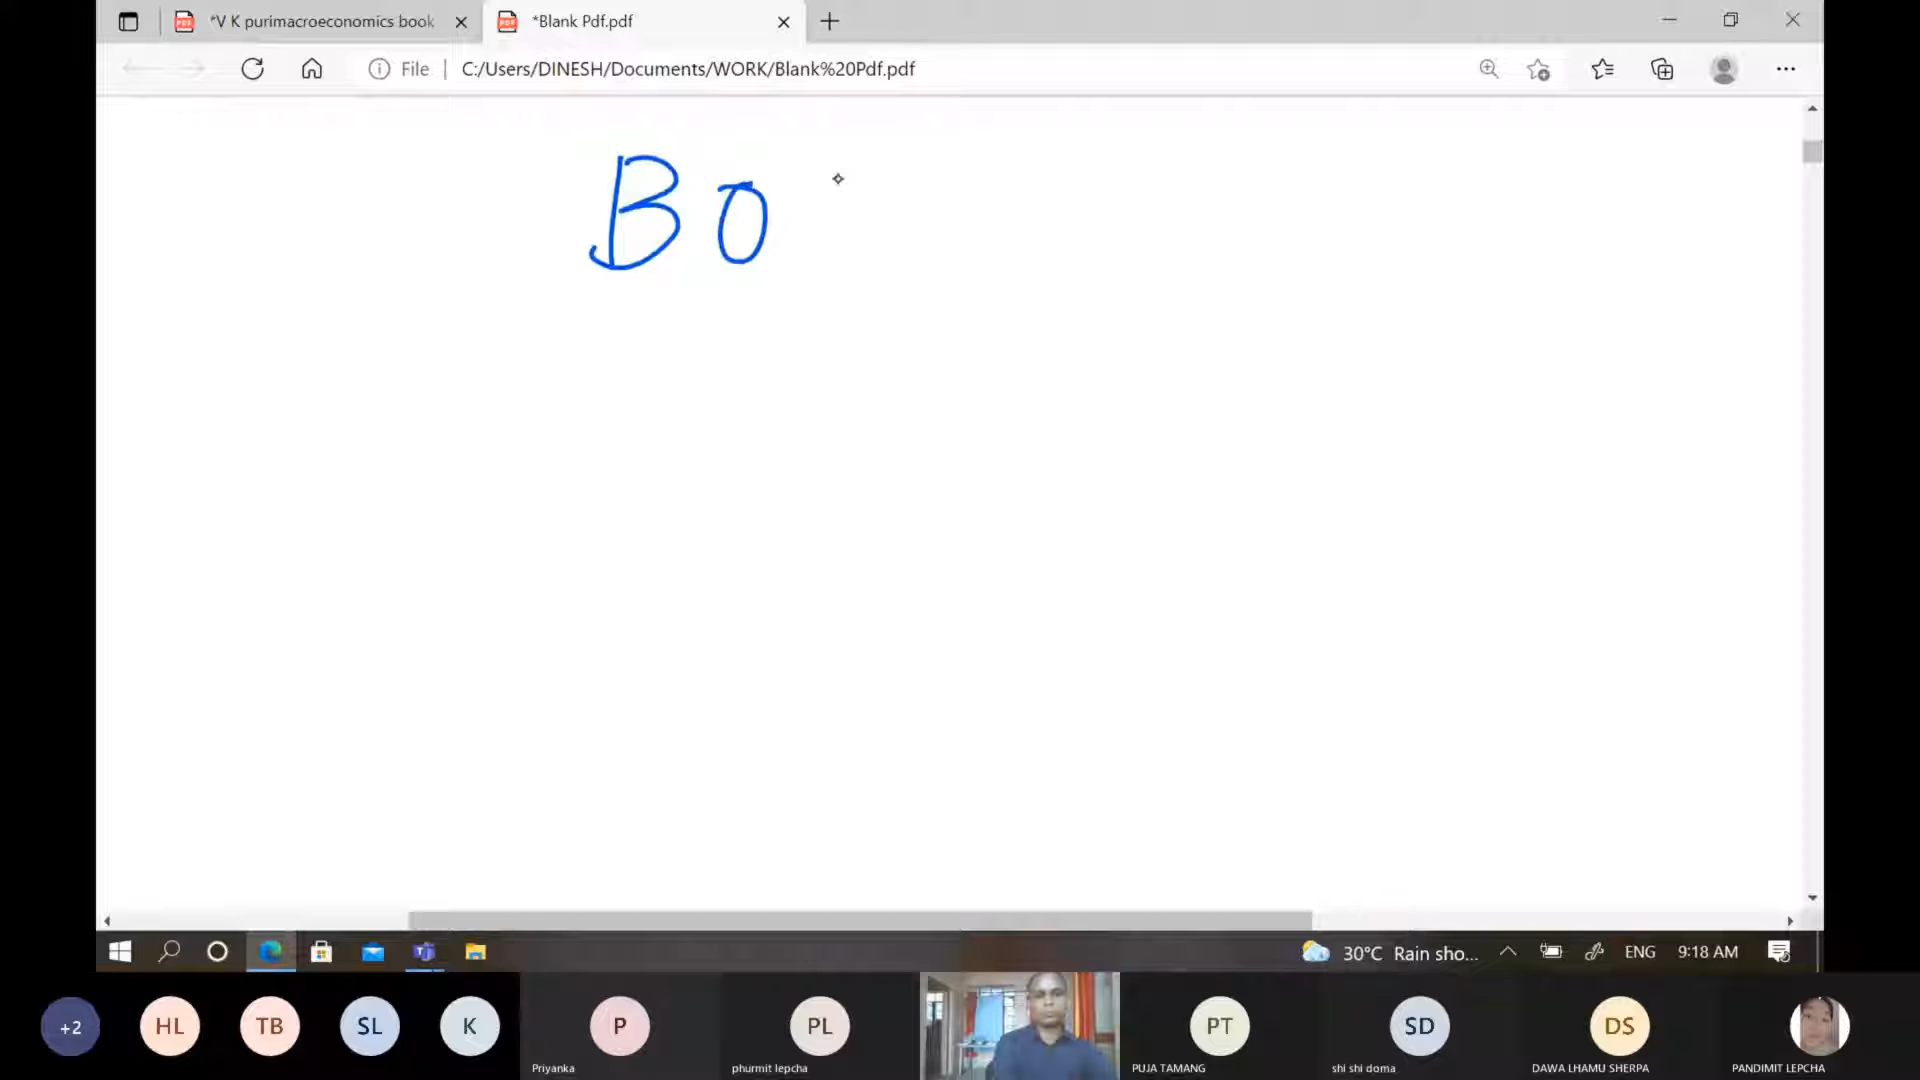 *V K purimacroeconomics book
*Blank Pdf.pdf
File
C:/Users/DINESH/Documents/WORK/Blank%20Pdf.pdf
B O
30°C Rain sho...
ENG
9:18 AM
+2
HL
TB
SL
K
P
PL
PT
SD
DS
Priyanka
phurmit lepcha
PUJA TAMANG
shi shi doma
DAWA LHAMU SHERPA
PANDIMIT LEPCHA